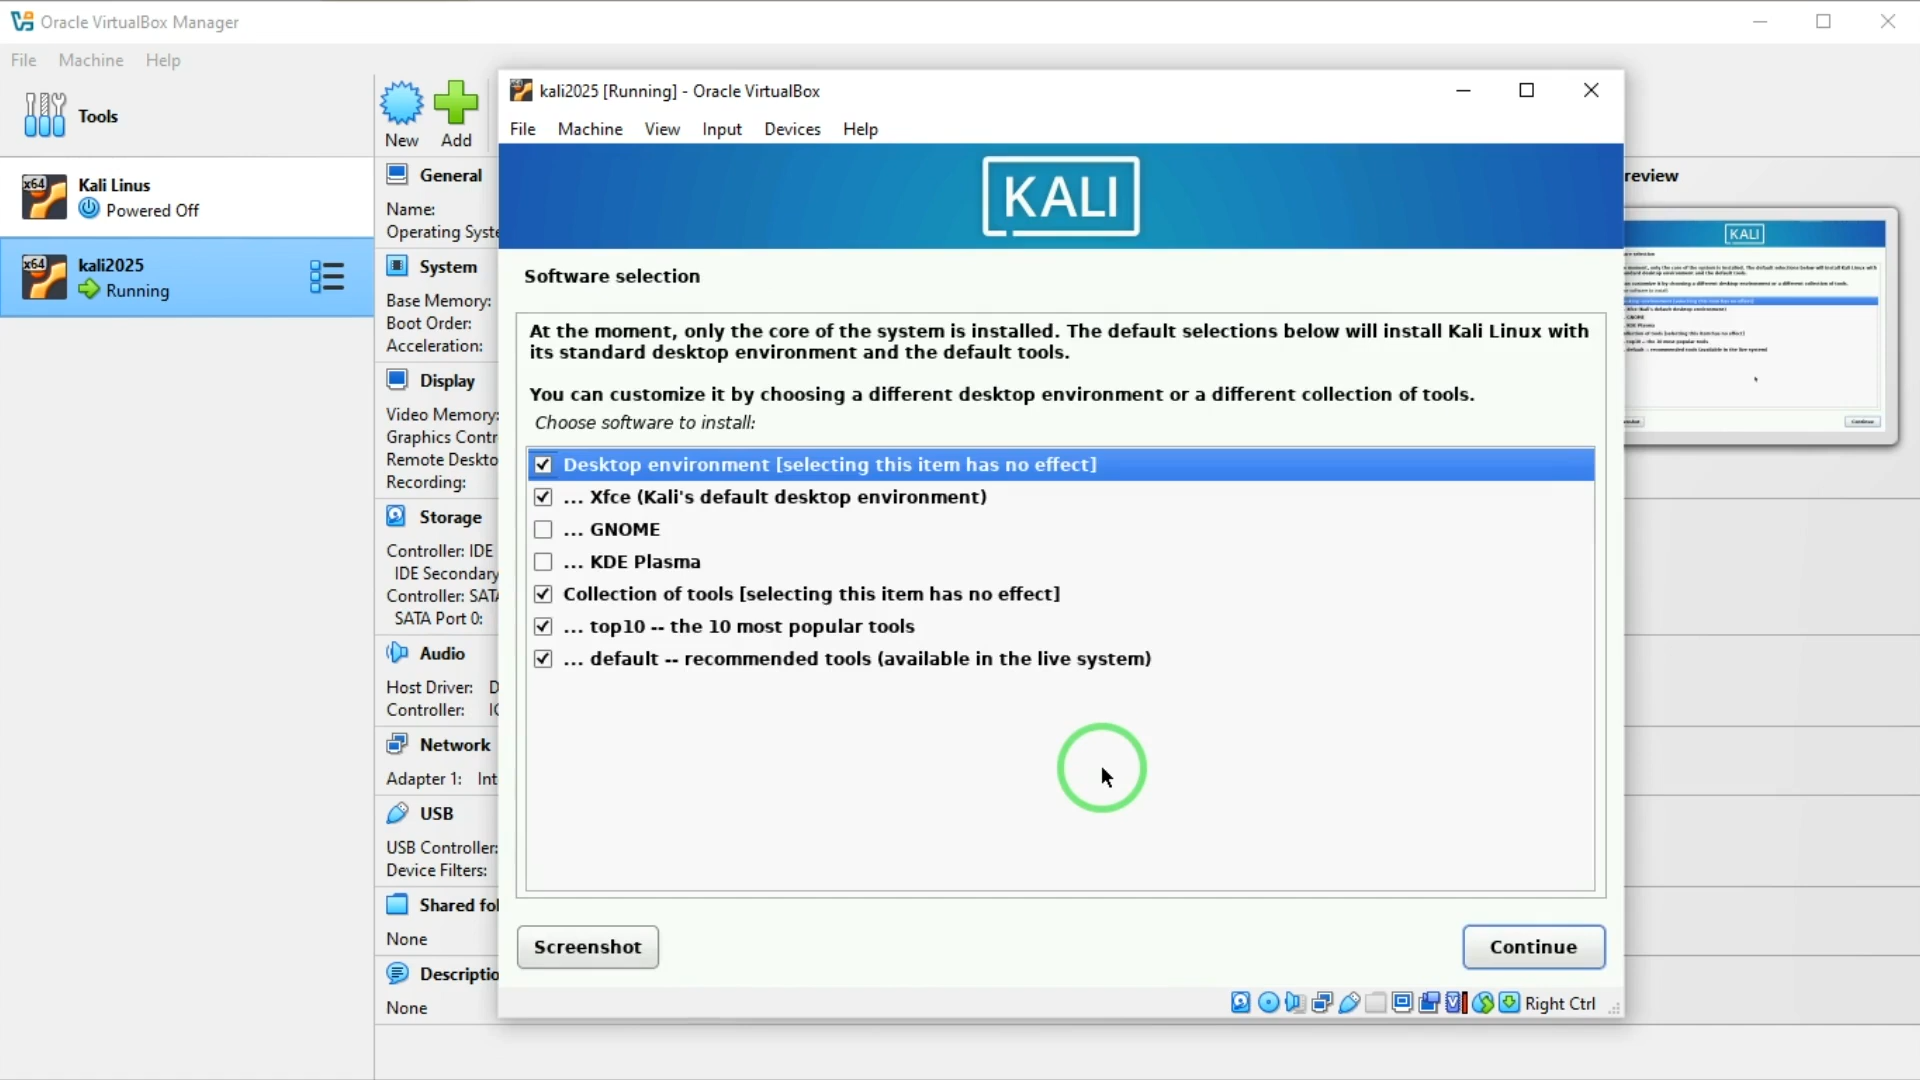 Oracle VirtualBox Manager
File Machine Help
Tools
New Add
x64 Kali Linus
Powered Off
x64 kali2025
Running
General
Name:
Operating Syste
System
Base Memory:
Boot Order:
Acceleration:
Display
Video Memory:
Graphics Contr
Remote Deskto
Recording:
Storage
Controller: IDE
IDE Secondary
Controller: SATA
SATA Port 0:
Audio
Host Driver: D
Controller: IC
Network
Adapter 1: Int
USB
USB Controller:
Device Filters:
Shared fol
None
Descriptio
None
kali2025 [Running] - Oracle VirtualBox
File Machine View Input Devices Help
KALI
Software selection
At the moment, only the core of the system is installed. The default selections below will install Kali Linux with
its standard desktop environment and the default tools.
You can customize it by choosing a different desktop environment or a different collection of tools.
Choose software to install:
Desktop environment [selecting this item has no effect]
... Xfce (Kali's default desktop environment)
... GNOME
... KDE Plasma
Collection of tools [selecting this item has no effect]
... top10 -- the 10 most popular tools
... default -- recommended tools (available in the live system)
Screenshot
Continue
Right Ctrl
review
KALI
Continue